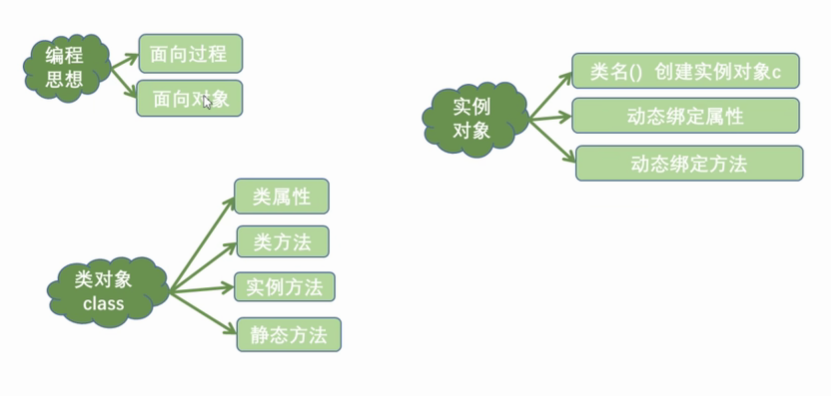 编程
思想
面向过程
面向对象
实例
对象
类名() 创建实例对象c
动态绑定属性
动态绑定方法
类对象
class
类属性
类方法
实例方法
静态方法